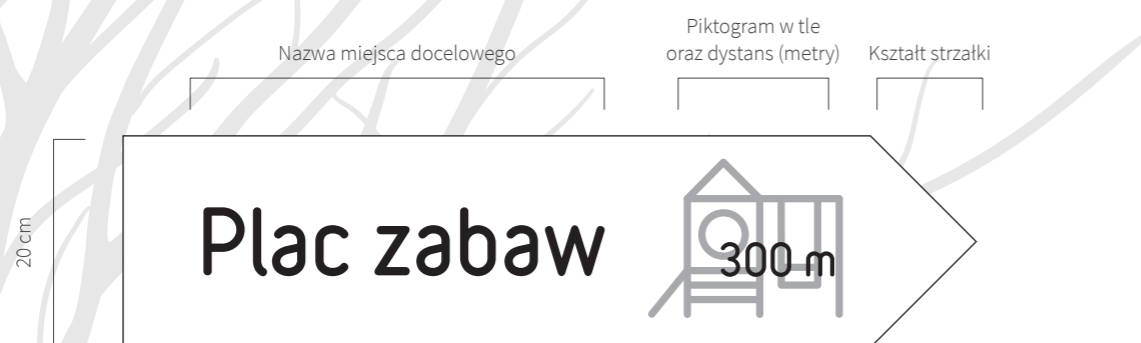 Nazwa miejsca docelowego
Piktogram w tle
oraz dystans (metry)
Kształt strzałki
20 cm
Plac zabaw
300 m